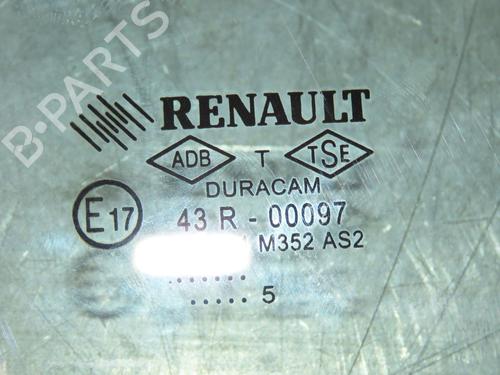 B-PARTS
RENAULT
ADB T TSE
DURACAM
E17 43 R - 00097
M352 AS2
.......
..... 5